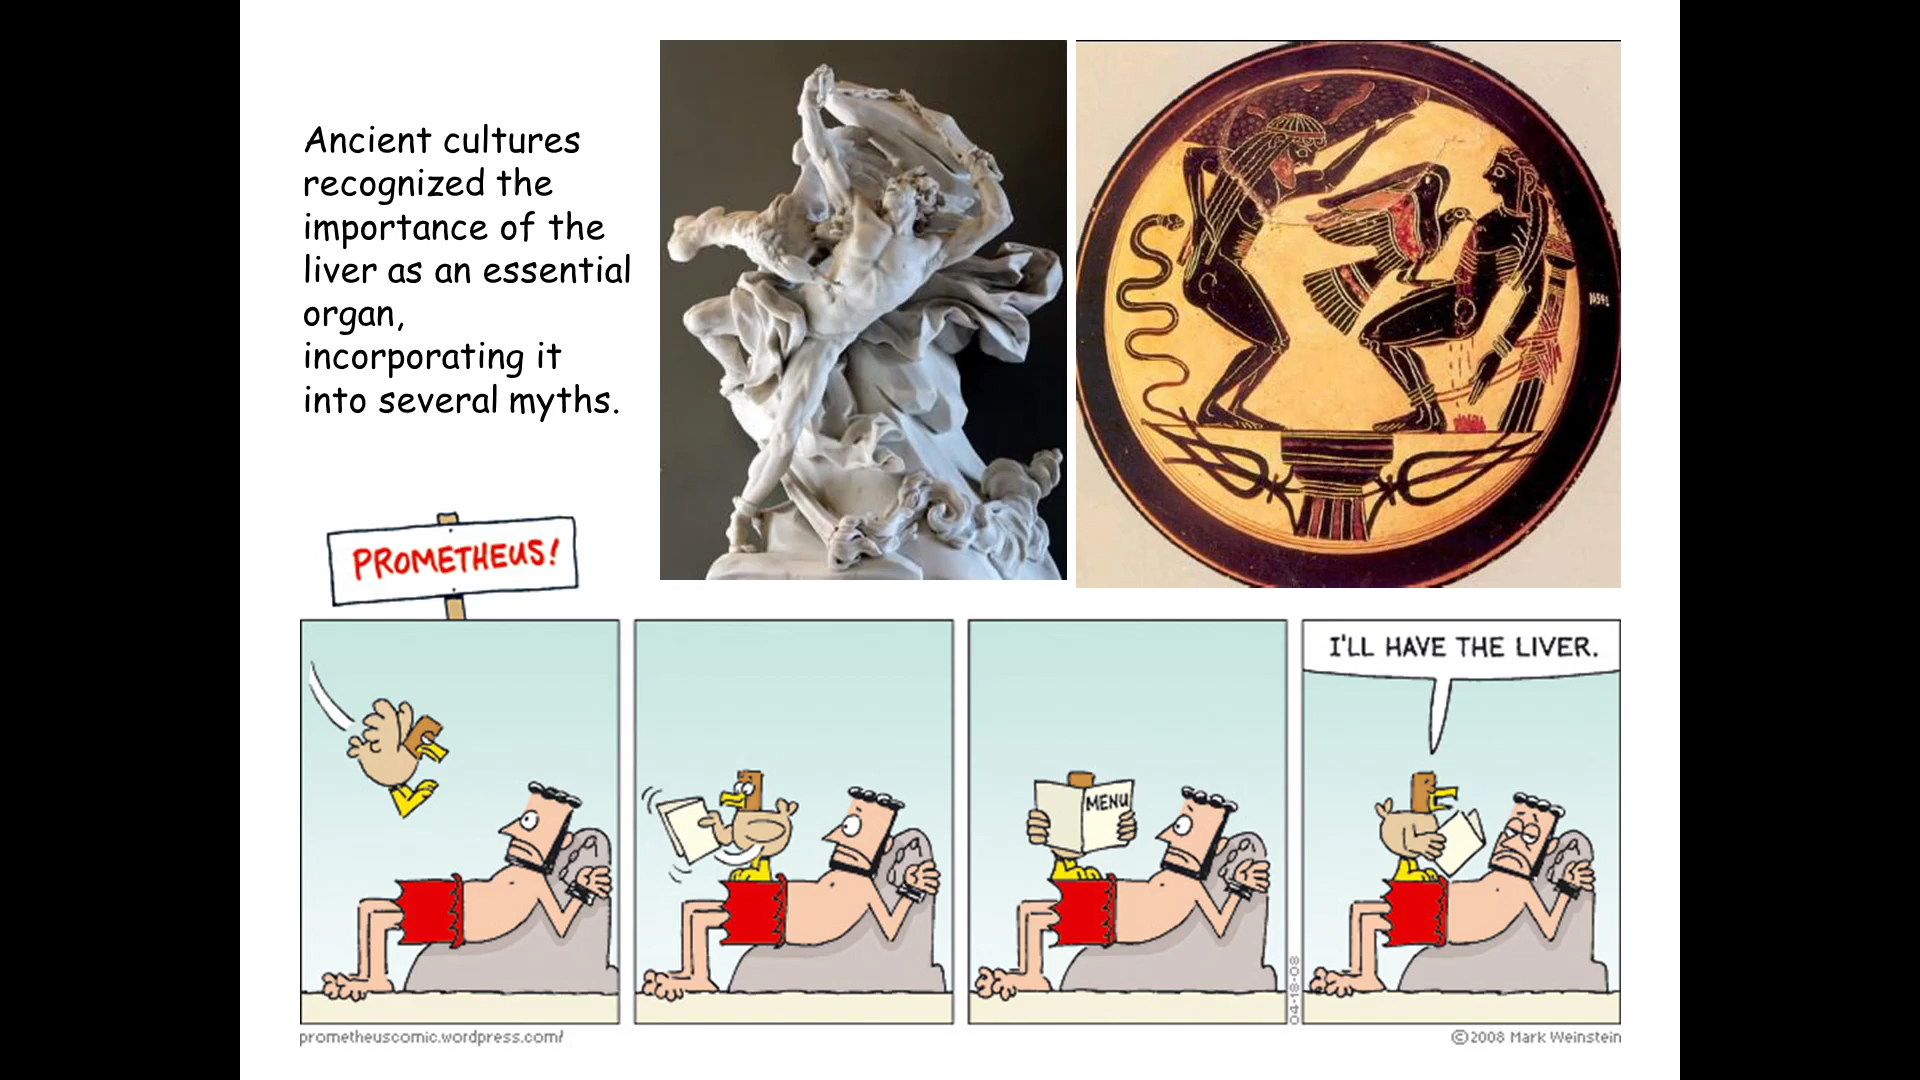 Ancient cultures
recognized the
importance of the
liver as an essential
organ,
incorporating it
into several myths.
16592
PROMETHEUS!
MENU
I'LL HAVE THE LIVER.
04-18-08
prometheuscomic.wordpress.com/
©2008 Mark Weinstein